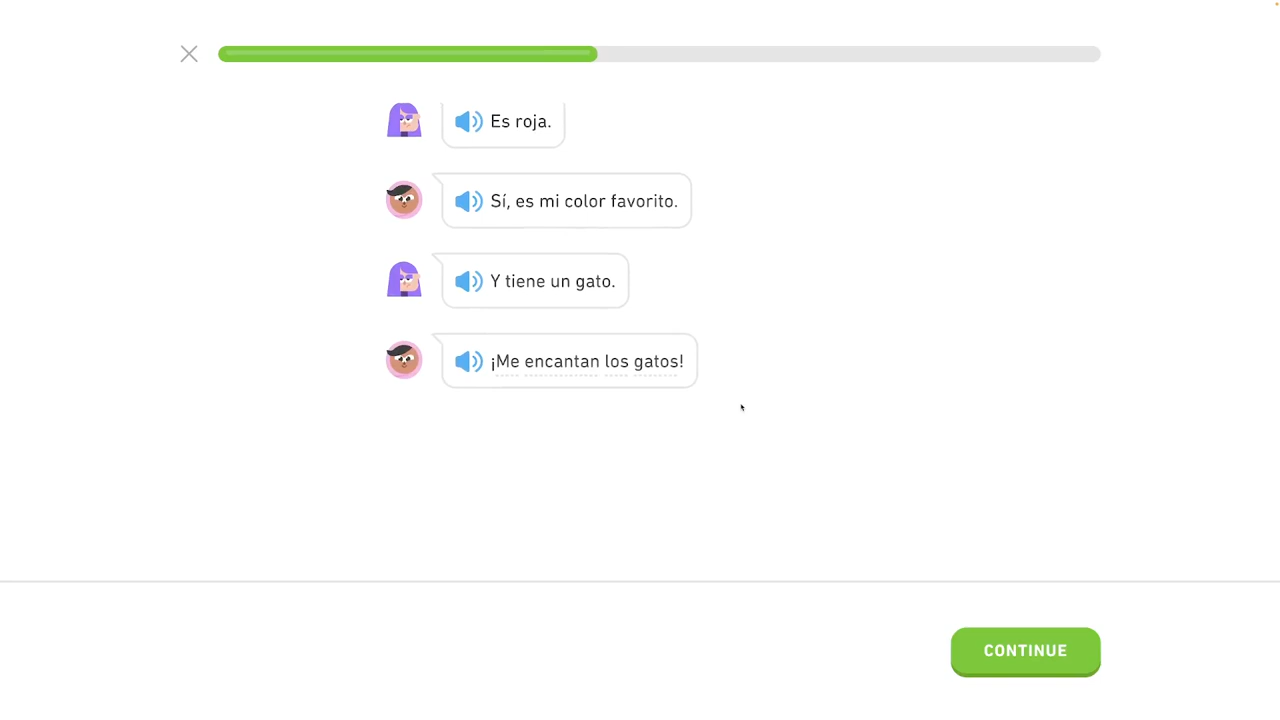 Es roja.
Sí, es mi color favorito.
Y tiene un gato.
¡Me encantan los gatos!
CONTINUE